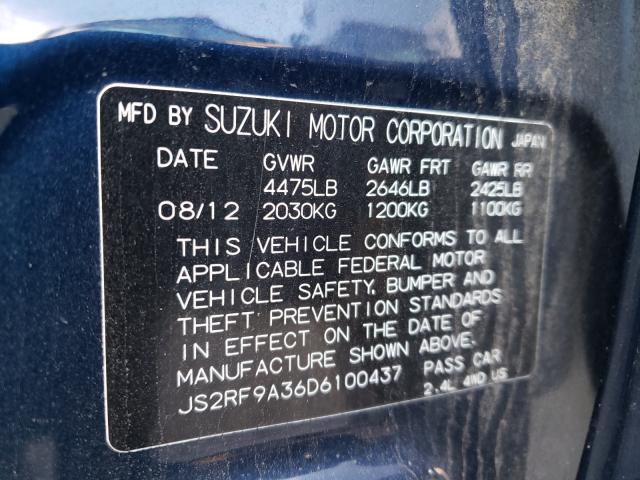 MFD BY SUZUKI MOTOR CORPORATION JAPAN
DATE GVWR GAWR FRT GAWR RR
4475LB 2646LB 2425LB
08/12 2030KG 1200KG 1100KG
THIS VEHICLE CONFORMS TO ALL
APPLICABLE FEDERAL MOTOR
VEHICLE SAFETY, BUMPER AND
THEFT PREVENTION STANDARDS
IN EFFECT ON THE DATE OF
MANUFACTURE SHOWN ABOVE.
JS2RF9A36D6100437 PASS CAR
2.4L 4WD US